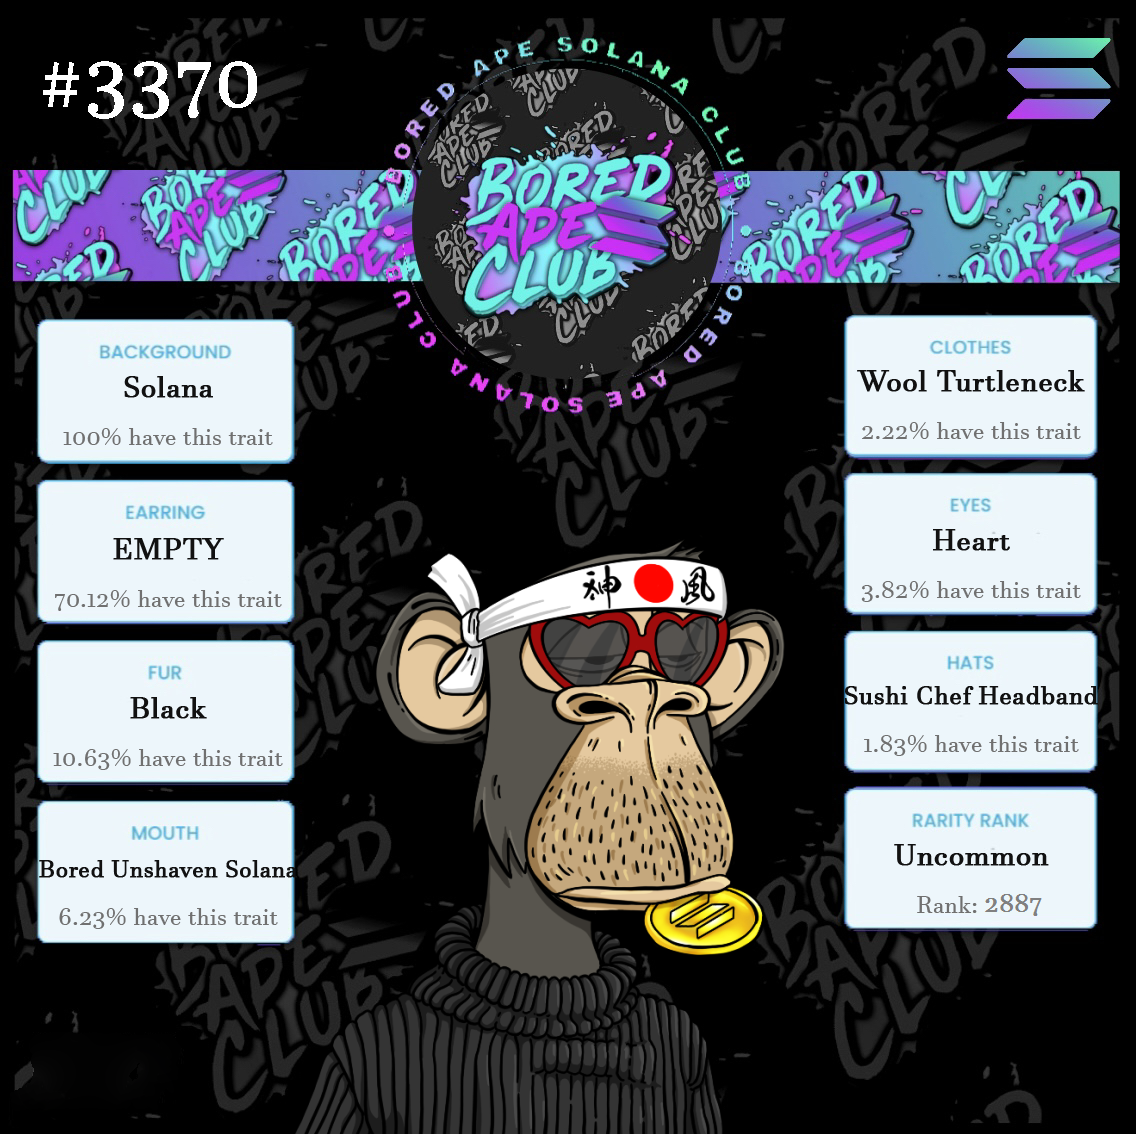 #3370
BORED APE SOLANA CLUB
BORED APE SOLANA CLUB
BORED
APE
CLUB
BACKGROUND
Solana
100% have this trait
EARRING
EMPTY
70.12% have this trait
FUR
Black
10.63% have this trait
MOUTH
Bored Unshaven Solana
6.23% have this trait
CLOTHES
Wool Turtleneck
2.22% have this trait
EYES
Heart
3.82% have this trait
HATS
Sushi Chef Headband
1.83% have this trait
RARITY RANK
Uncommon
Rank: 2887
神 風